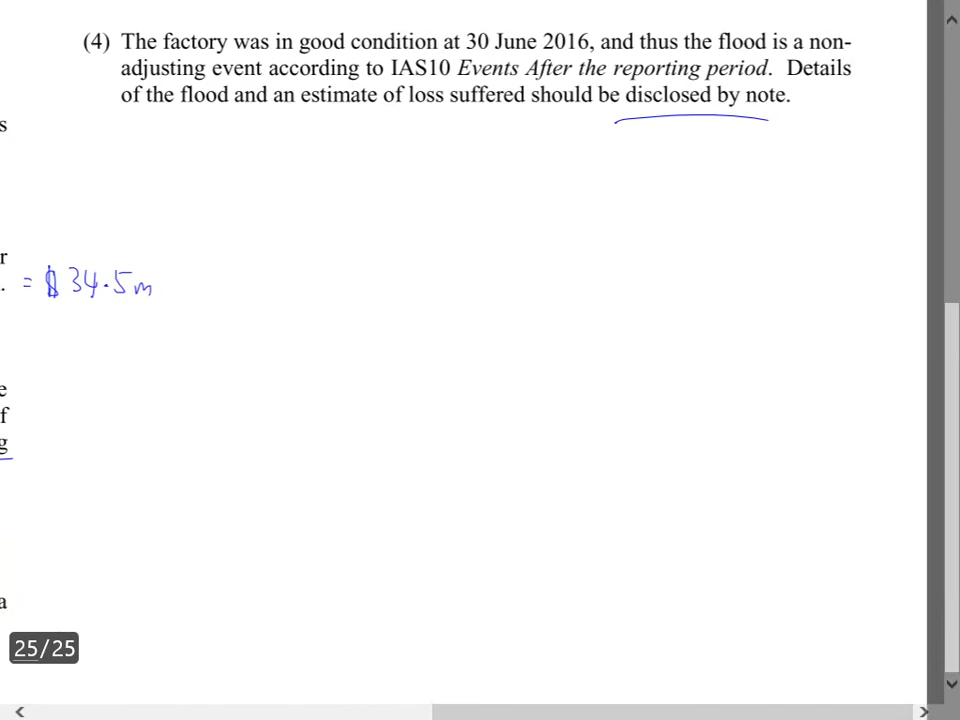 (4) The factory was in good condition at 30 June 2016, and thus the flood is a non-
adjusting event according to IAS10 Events After the reporting period. Details
of the flood and an estimate of loss suffered should be disclosed by note.
s
r
. = $ 34.5m
e
f
g
a
25/25